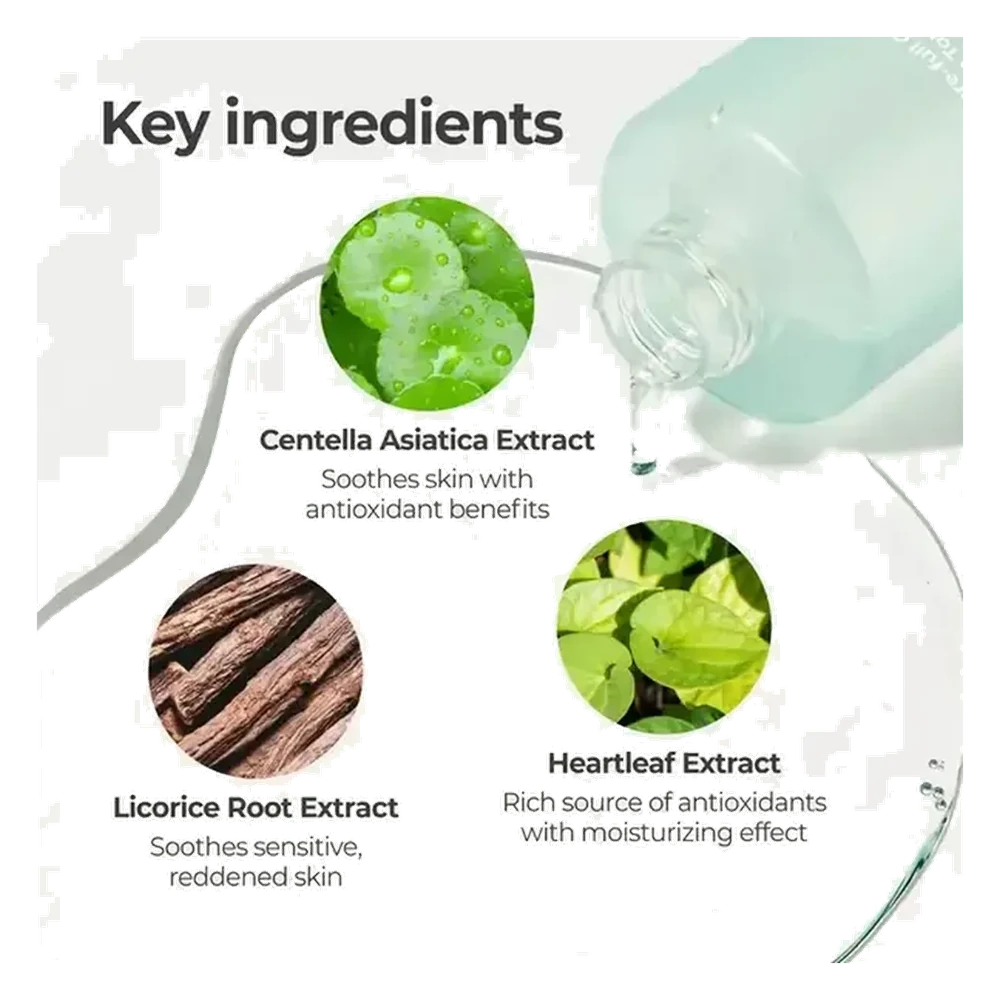 Key ingredients
Centella Asiatica Extract
Soothes skin with
antioxidant benefits
Heartleaf Extract
Rich source of antioxidants
with moisturizing effect
Licorice Root Extract
Soothes sensitive,
reddened skin